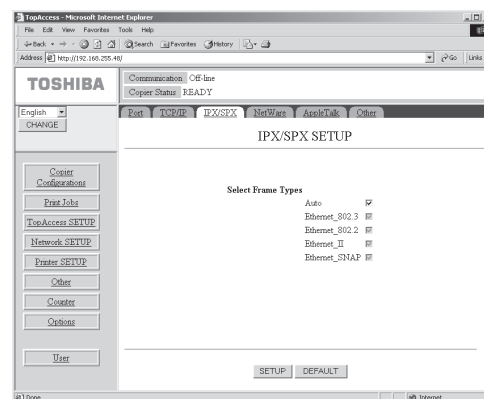 TopAccess - Microsoft Internet Explorer
File Edit View Favorites Tools Help
Back Search Favorites History
Address http://192.168.255.48/ Go Links
TOSHIBA
Communication Off-line
Copier Status READY
English
CHANGE
Port TCP/IP IPX/SPX NetWare AppleTalk Other
IPX/SPX SETUP
Copier
Configurations
Print Jobs
TopAccess SETUP
Network SETUP
Printer SETUP
Other
Counter
Options
User
Select Frame Types
Auto
Ethernet_802.3
Ethernet_802.2
Ethernet_II
Ethernet_SNAP
SETUP DEFAULT
Done Internet